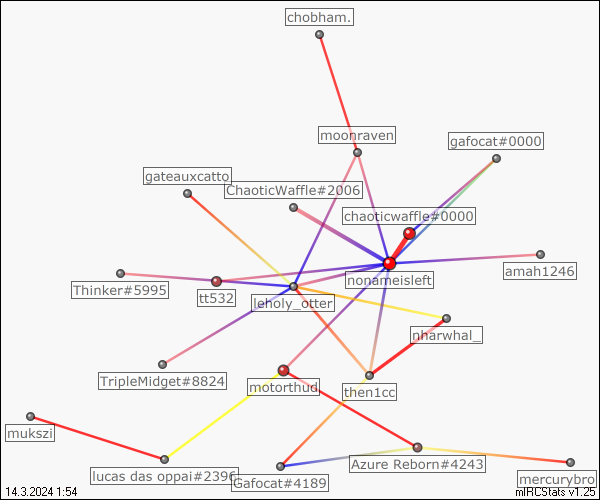 chobham.
moonraven
gafocat#0000
gateauxcatto
ChaoticWaffle#2006
chaoticwaffle#0000
amah1246
nonameisleft
Thinker#5995
tt532
leholy_otter
nharwhal_
TripleMidget#8824
motorthud
then1cc
mukszi
lucas das oppai#2396
Gafocat#4189
Azure Reborn#4243
mercurybro
14.3.2024 1:54
mIRCStats v1.25